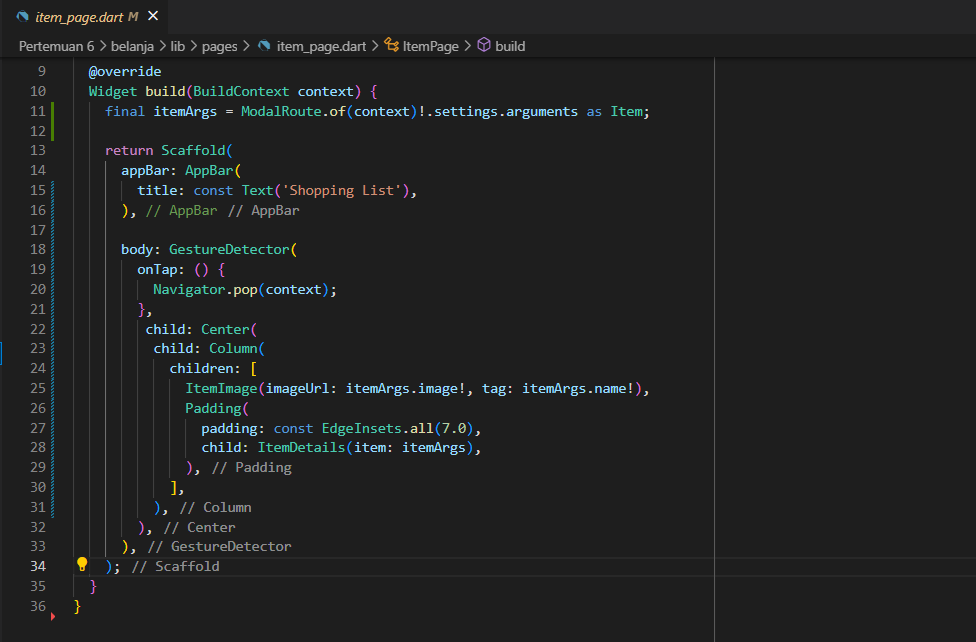 item_page.dart M ×
Pertemuan 6 > belanja > lib > pages > item_page.dart > ItemPage > build
9 @override
10 Widget build(BuildContext context) {
11 final itemArgs = ModalRoute.of(context)!.settings.arguments as Item;
12
13 return Scaffold(
14 appBar: AppBar(
15 title: const Text('Shopping List'),
16 ), // AppBar // AppBar
17
18 body: GestureDetector(
19 onTap: () {
20 Navigator.pop(context);
21 },
22 child: Center(
23 child: Column(
24 children: [
25 ItemImage(imageUrl: itemArgs.image!, tag: itemArgs.name!),
26 Padding(
27 padding: const EdgeInsets.all(7.0),
28 child: ItemDetails(item: itemArgs),
29 ), // Padding
30 ],
31 ), // Column
32 ), // Center
33 ), // GestureDetector
34 ); // Scaffold
35 }
36 }